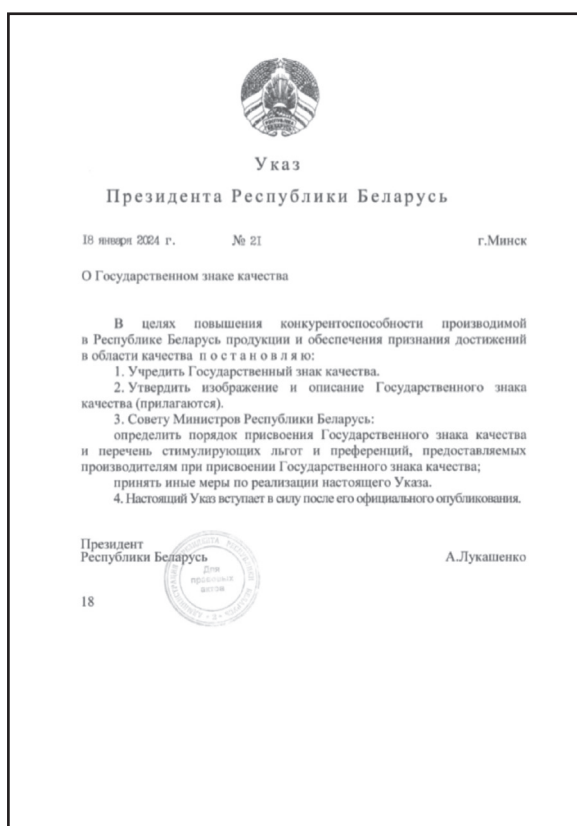 Указ
Президента Республики Беларусь
18 января 2024 г. № 21 г.Минск
О Государственном знаке качества
В целях повышения конкурентоспособности производимой
в Республике Беларусь продукции и обеспечения признания достижений
в области качества п о с т а н о в л я ю:
1. Учредить Государственный знак качества.
2. Утвердить изображение и описание Государственного знака
качества (прилагаются).
3. Совету Министров Республики Беларусь:
определить порядок присвоения Государственного знака качества
и перечень стимулирующих льгот и преференций, предоставляемых
производителям при присвоении Государственного знака качества;
принять иные меры по реализации настоящего Указа.
4. Настоящий Указ вступает в силу после его официального опубликования.
Президент
Республики Беларусь А.Лукашенко
Для
правовых
актов
18